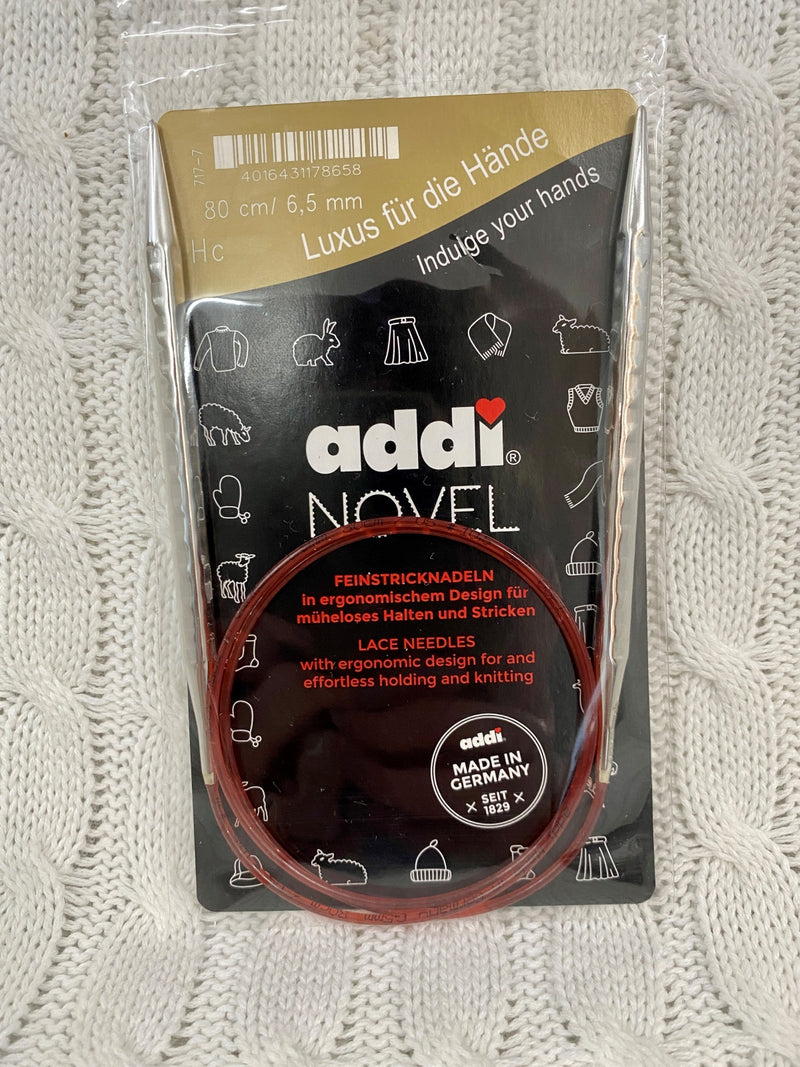 717-7
4016431178658
80 cm/ 6,5 mm
Hc
Luxus für die Hände
Indulge your hands
addi®
NOVEL
FEINSTRICKNADELN
in ergonomischem Design für
müheloses Halten und Stricken
LACE NEEDLES
with ergonomic design for and
effortless holding and knitting
addi
MADE IN
GERMANY
SEIT
1829